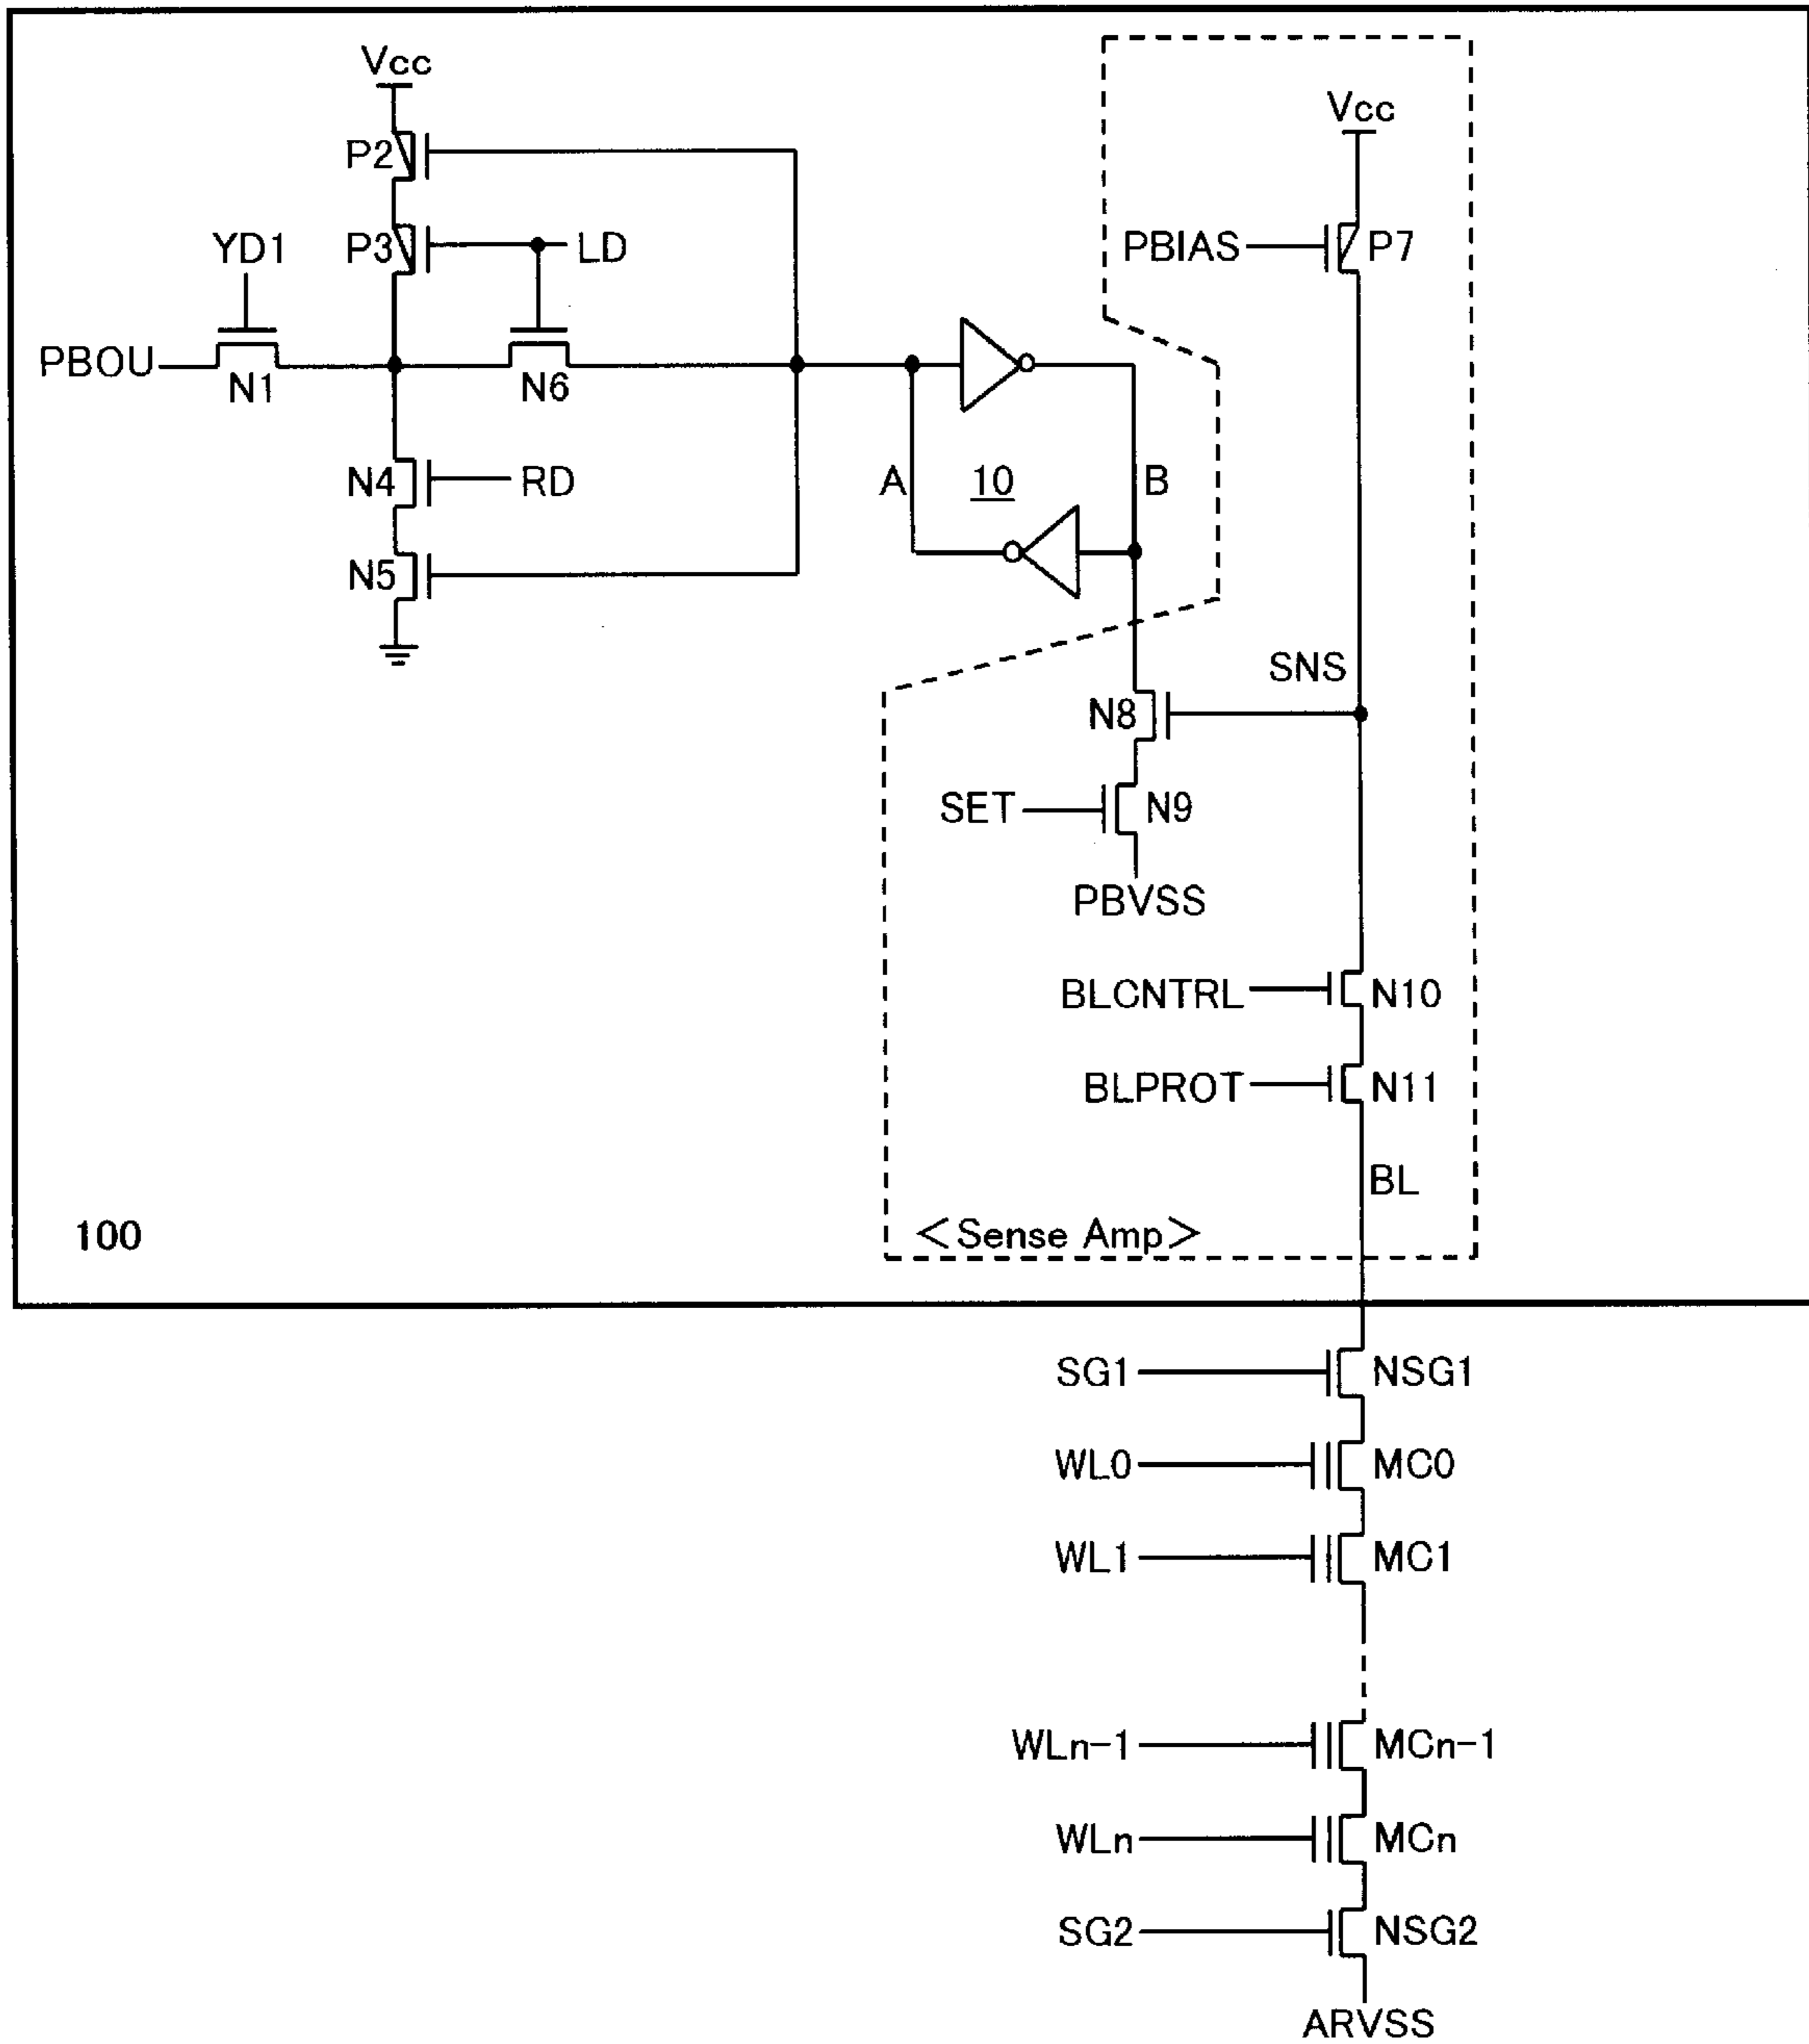 Vcc
Vcc
P2
YD1
P3
LD
PBIAS
P7
PBOU
N1
N6
N4
RD
A
10
B
N5
SNS
N8
SET
N9
PBVSS
BLCNTRL
N10
BLPROT
N11
BL
100
<Sense Amp>
SG1
NSG1
WL0
MC0
WL1
MC1
WLn-1
MCn-1
WLn
MCn
SG2
NSG2
ARVSS